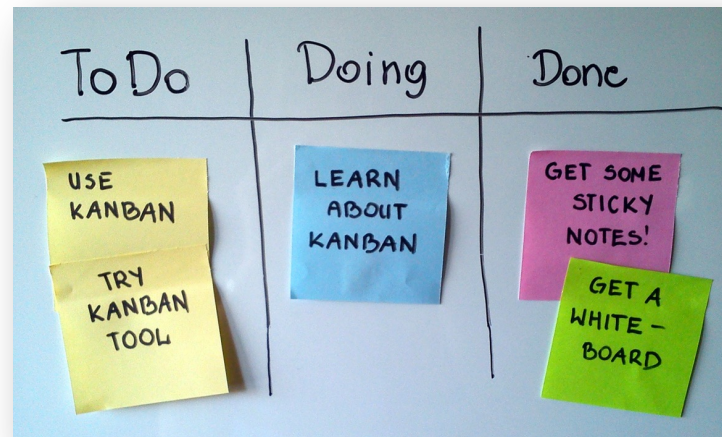 To Do
Doing
Done
USE
KANBAN
TRY
KANBAN
TOOL
LEARN
ABOUT
KANBAN
GET SOME
STICKY
NOTES!
GET A
WHITE-
BOARD